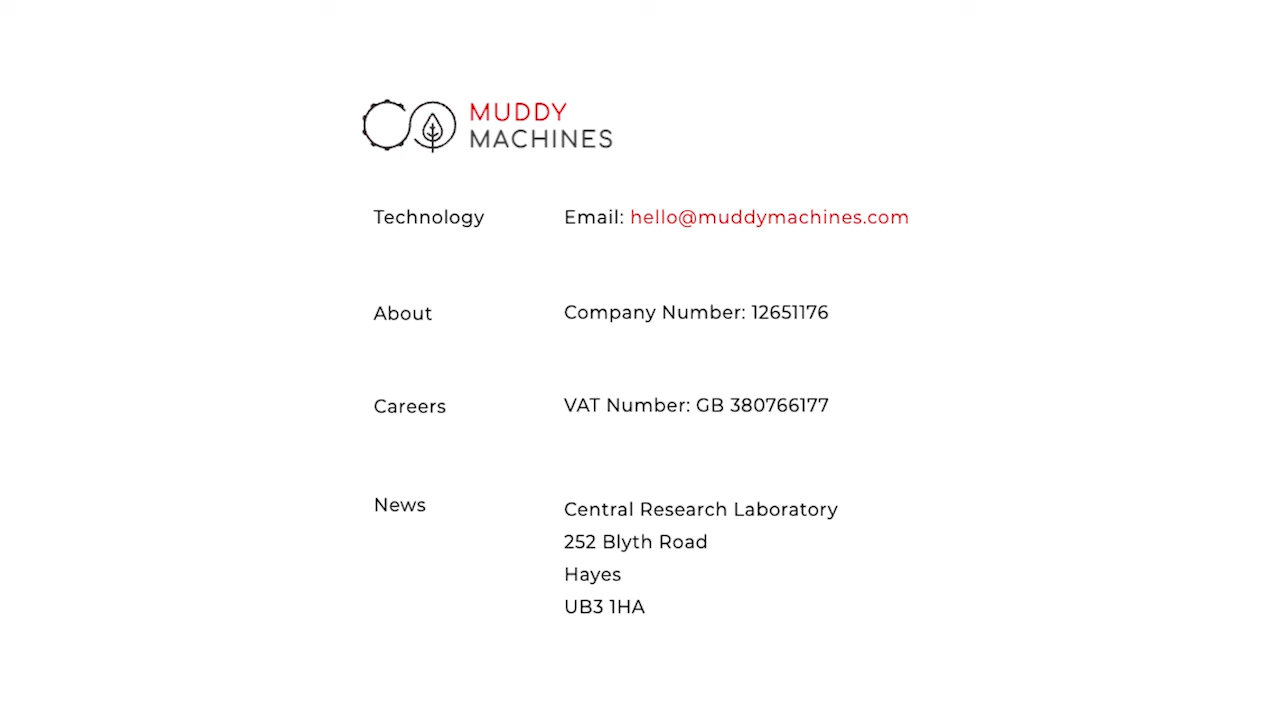 MUDDY
MACHINES
Technology
Email: hello@muddymachines.com
About
Company Number: 12651176
Careers
VAT Number: GB 380766177
News
Central Research Laboratory
252 Blyth Road
Hayes
UB3 1HA